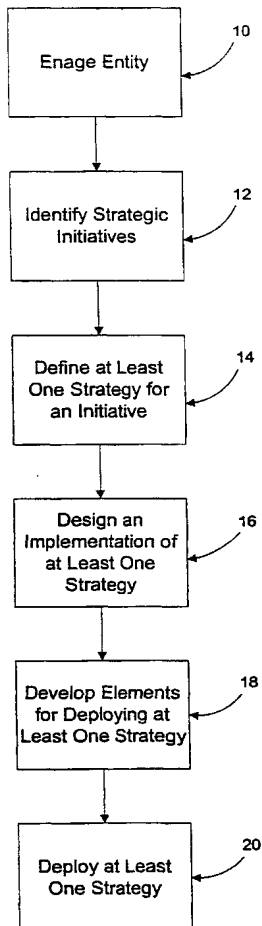 Enage Entity
10
Identify Strategic
Initiatives
12
Define at Least
One Strategy for
an Initiative
14
Design an
Implementation of
at Least One
Strategy
16
Develop Elements
for Deploying at
Least One Strategy
18
Deploy at Least
One Strategy
20